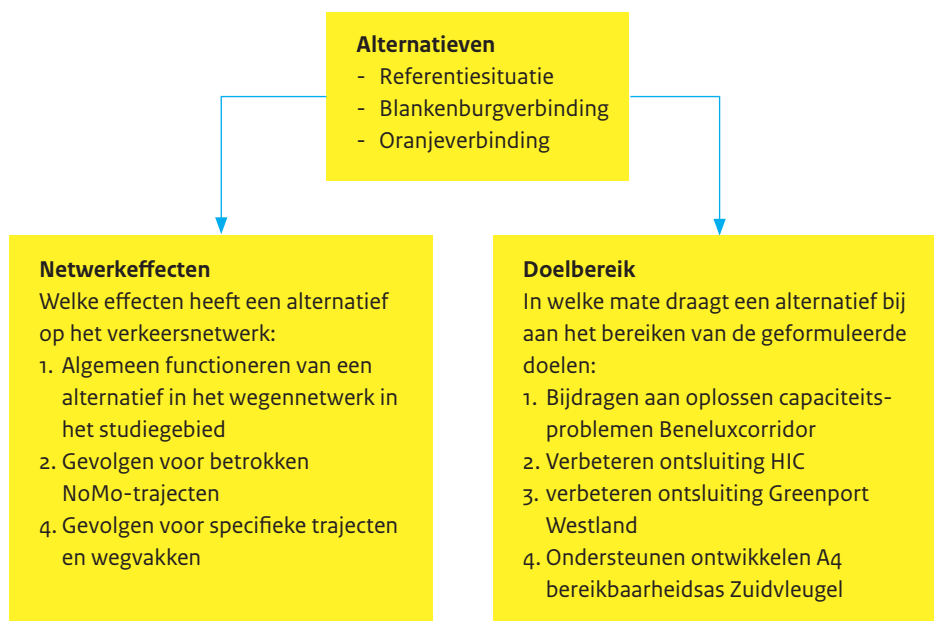 Alternatieven
- Referentiesituatie
- Blankenburgverbinding
- Oranjeverbinding
Netwerkeffecten
Welke effecten heeft een alternatief
op het verkeersnetwerk:
1. Algemeen functioneren van een
alternatief in het wegennetwerk in
het studiegebied
2. Gevolgen voor betrokken
NoMo-trajecten
4. Gevolgen voor specifieke trajecten
en wegvakken
Doelbereik
In welke mate draagt een alternatief bij
aan het bereiken van de geformuleerde
doelen:
1. Bijdragen aan oplossen capaciteits-
problemen Beneluxcorridor
2. Verbeteren ontsluiting HIC
3. verbeteren ontsluiting Greenport
Westland
4. Ondersteunen ontwikkelen A4
bereikbaarheidsas Zuidvleugel